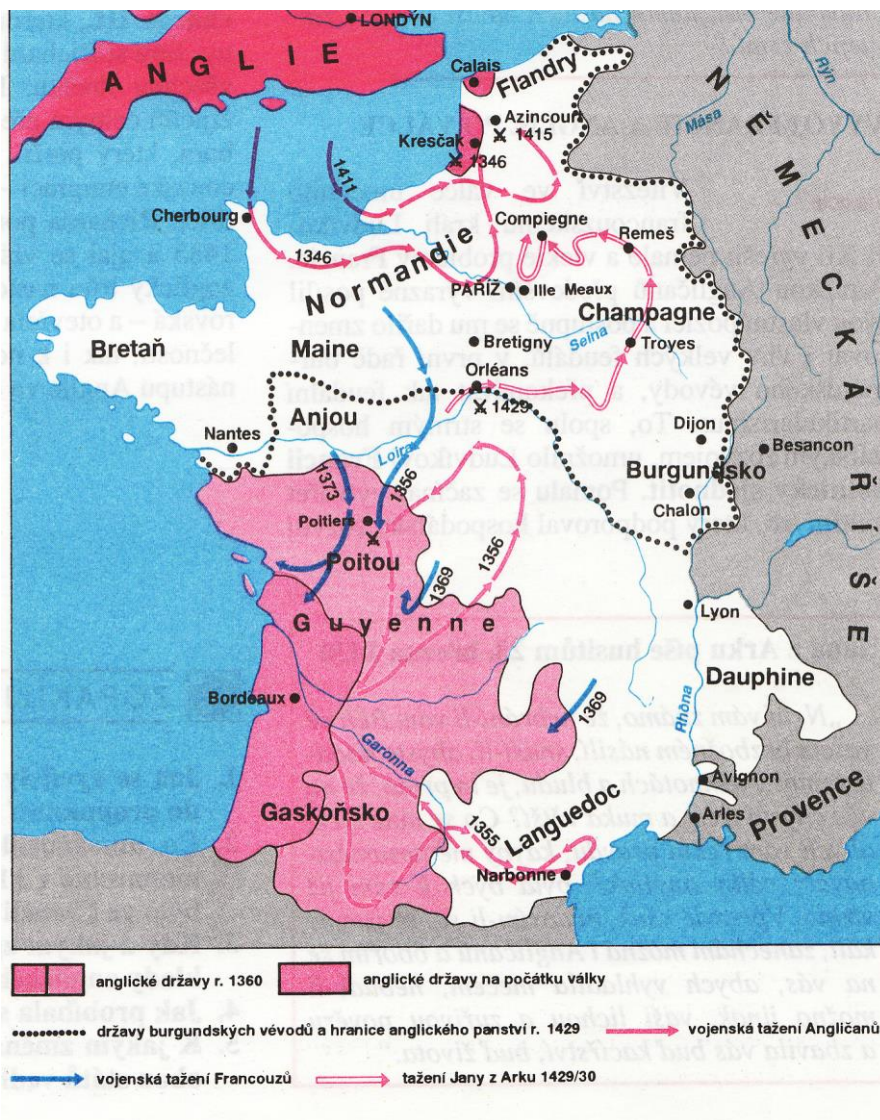 LONDÝN
ANGLIE
Calais
Flandry
Rýn
Mása
NĚMECKÁ ŘÍŠE
Azincourt
1415
Kresčak
1346
1411
Cherbourg
Compiegne
Remeš
1346
Normandie
PAŘÍŽ
Ille Meaux
Champagne
Bretaň
Maine
Bretigny
Seina
Troyes
Orléans
1429
Anjou
Nantes
Loira
Dijon
Besancon
Burgundsko
Chalon
1373
1356
Poitiers
Poitou
1356
1369
Guyenne
Lyon
Dauphine
Bordeaux
1369
Rhôna
Garonna
Avignon
Gaskoňsko
Languedoc
Arles
Provence
1355
Narbonne
anglické državy r. 1360
anglické državy na počátku války
državy burgundských vévodů a hranice anglického panství r. 1429
vojenská tažení Angličanů
vojenská tažení Francouzů
tažení Jany z Arku 1429/30